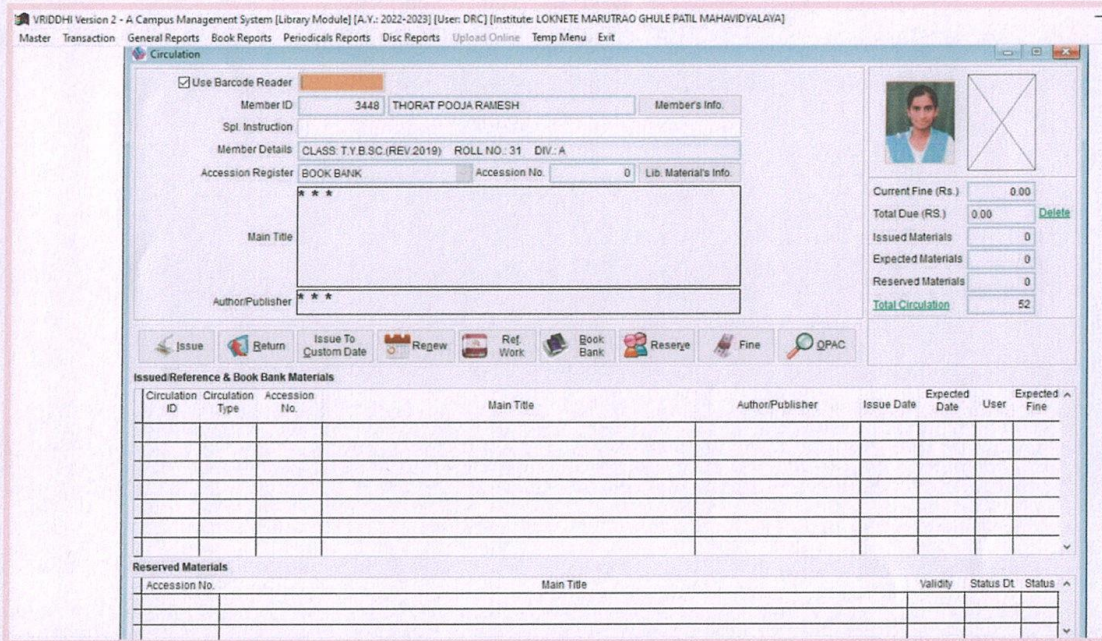 VRIDDHI Version 2 - A Campus Management System [Library Module] [A.Y.: 2022-2023] [User: DRC] [Institute: LOKNETE MARUTRAO GHULE PATIL MAHAVIDYALAYA]
Master Transaction General Reports Book Reports Periodicals Reports Disc Reports Upload Online Temp Menu Exit
Circulation
Use Barcode Reader
Member ID 3448 THORAT POOJA RAMESH Member's Info.
Spl. Instruction
Member Details CLASS: T.Y.B.SC.(REV.2019) ROLL NO.: 31 DIV.: A
Accession Register BOOK BANK Accession No. 0 Lib. Material's Info.
Main Title * * *
Author/Publisher * * *
Current Fine (Rs.) 0.00
Total Due (RS.) 0.00 Delete
Issued Materials 0
Expected Materials 0
Reserved Materials 0
Total Circulation 52
Issue Return Issue To Custom Date Renew Ref. Work Book Bank Reserve Fine OPAC
Issued/Reference & Book Bank Materials
Circulation ID Circulation Type Accession No. Main Title Author/Publisher Issue Date Expected Date User Expected Fine
Reserved Materials
Accession No. Main Title Validity Status Dt. Status